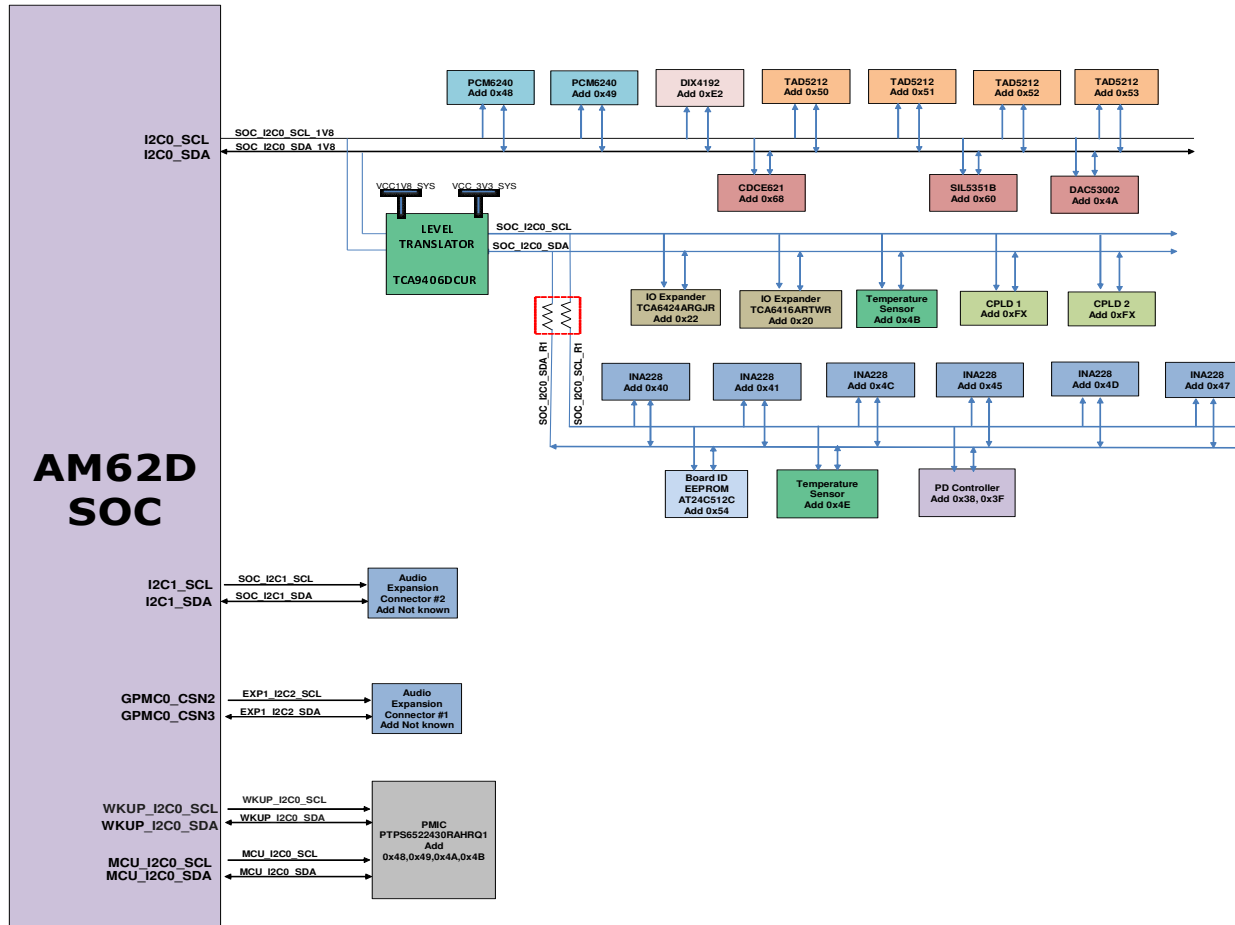 AM62D
SOC
I2C0_SCL
I2C0_SDA
SOC_I2C0_SCL_1V8
SOC_I2C0_SDA_1V8
PCM6240
Add 0x48
PCM6240
Add 0x49
DIX4192
Add 0xE2
TAD5212
Add 0x50
TAD5212
Add 0x51
TAD5212
Add 0x52
TAD5212
Add 0x53
CDCE621
Add 0x68
SIL5351B
Add 0x60
DAC53002
Add 0x4A
VCC1V8_SYS
VCC_3V3_SYS
LEVEL
TRANSLATOR
TCA9406DCUR
SOC_I2C0_SCL
SOC_I2C0_SDA
IO Expander
TCA6424ARGJR
Add 0x22
IO Expander
TCA6416ARTWR
Add 0x20
Temperature
Sensor
Add 0x4B
CPLD 1
Add 0xFX
CPLD 2
Add 0xFX
SOC_I2C0_SDA_R1
SOC_I2C0_SCL_R1
INA228
Add 0x40
INA228
Add 0x41
INA228
Add 0x4C
INA228
Add 0x45
INA228
Add 0x4D
INA228
Add 0x47
Board ID
EEPROM
AT24C512C
Add 0x54
Temperature
Sensor
Add 0x4E
PD Controller
Add 0x38, 0x3F
I2C1_SCL
I2C1_SDA
SOC_I2C1_SCL
SOC_I2C1_SDA
Audio
Expansion
Connector #2
Add Not known
GPMC0_CSN2
GPMC0_CSN3
EXP1_I2C2_SCL
EXP1_I2C2_SDA
Audio
Expansion
Connector #1
Add Not known
WKUP_I2C0_SCL
WKUP_I2C0_SDA
WKUP_I2C0_SCL
WKUP_I2C0_SDA
MCU_I2C0_SCL
MCU_I2C0_SDA
MCU_I2C0_SCL
MCU_I2C0_SDA
PMIC
PTPS6522430RAHRQ1
Add
0x48,0x49,0x4A,0x4B